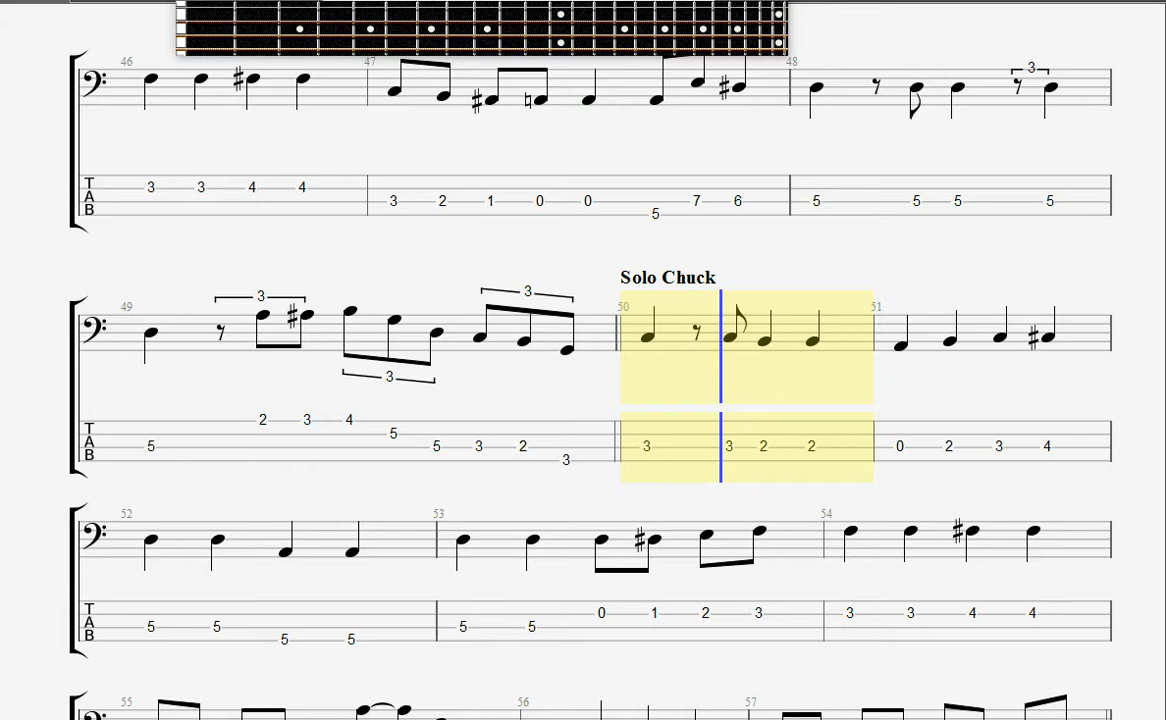 46 47 48
3
T A B 3 3 4 4 3 2 1 0 0 5 7 6 5 5 5 5
Solo Chuck
49 3 3 3 50 51
T A B 5 2 3 4 5 5 3 2 3 3 3 2 2 0 2 3 4
52 53 54
T A B 5 5 5 5 5 5 0 1 2 3 3 3 4 4
55 56 57